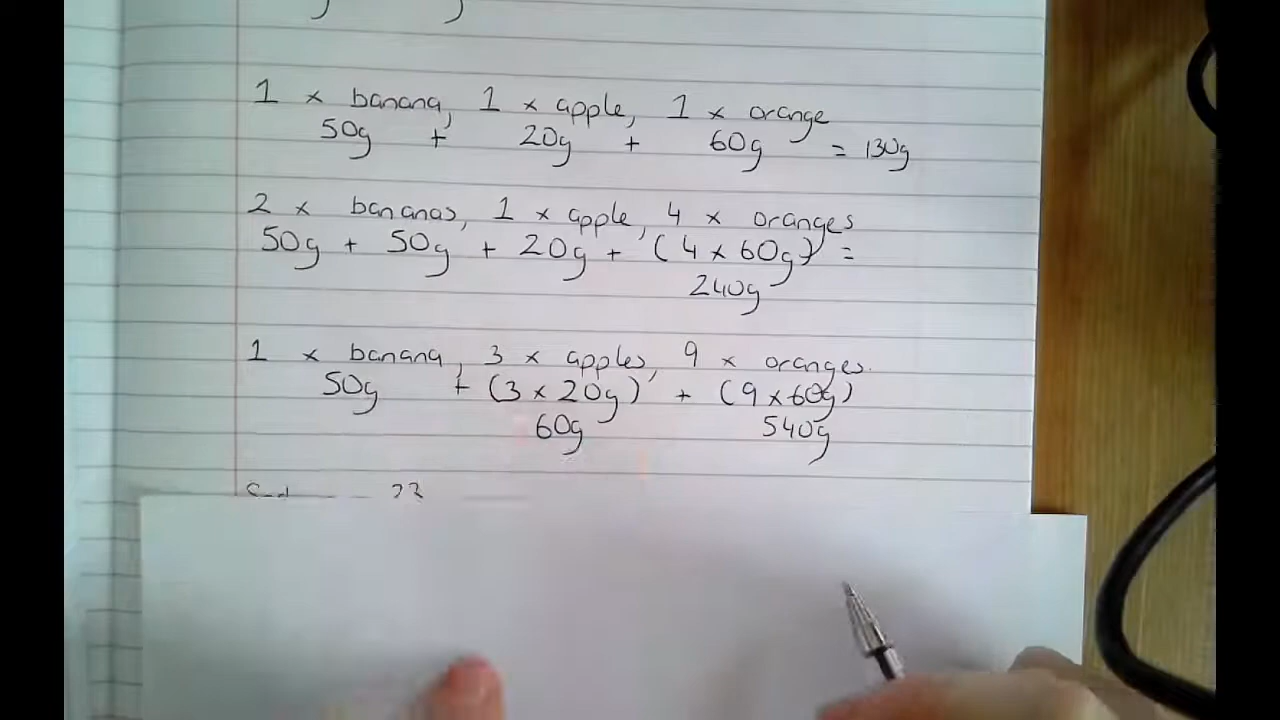 1 x banana, 1 x apple, 1 x orange
50g + 20g + 60g = 130g
2 x bananas, 1 x apple, 4 x oranges
50g + 50g + 20g + (4 x 60g) =
240g
1 x banana, 3 x apples, 9 x oranges.
50g + (3 x 20g) + (9 x 60g)
60g 540g